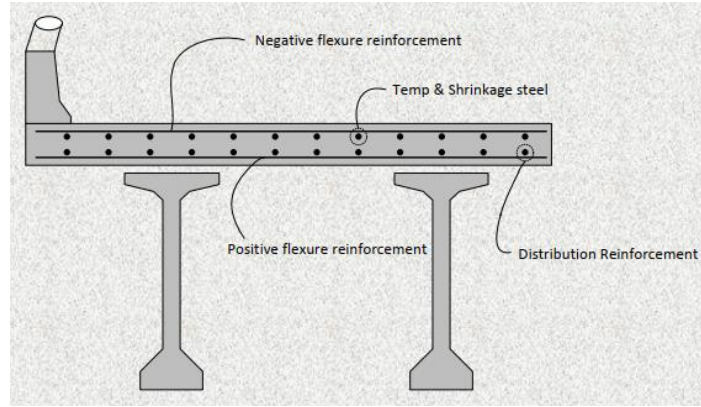 Negative flexure reinforcement
Temp & Shrinkage steel
Positive flexure reinforcement
Distribution Reinforcement